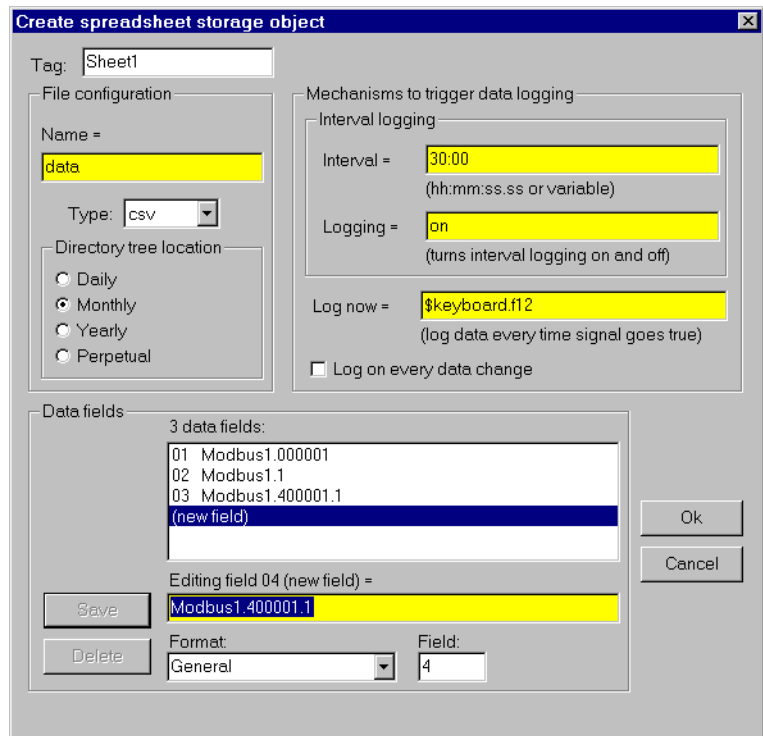 Create spreadsheet storage object
Tag: Sheet1
File configuration
Name =
data
Type: csv
Directory tree location
Daily
Monthly
Yearly
Perpetual
Mechanisms to trigger data logging
Interval logging
Interval = 30:00
(hh:mm:ss.ss or variable)
Logging = on
(turns interval logging on and off)
Log now = $keyboard.f12
(log data every time signal goes true)
Log on every data change
Data fields
3 data fields:
01 Modbus1.000001
02 Modbus1.1
03 Modbus1.400001.1
(new field)
Editing field 04 (new field) =
Modbus1.400001.1
Save
Delete
Format: Field:
General 4
Ok
Cancel